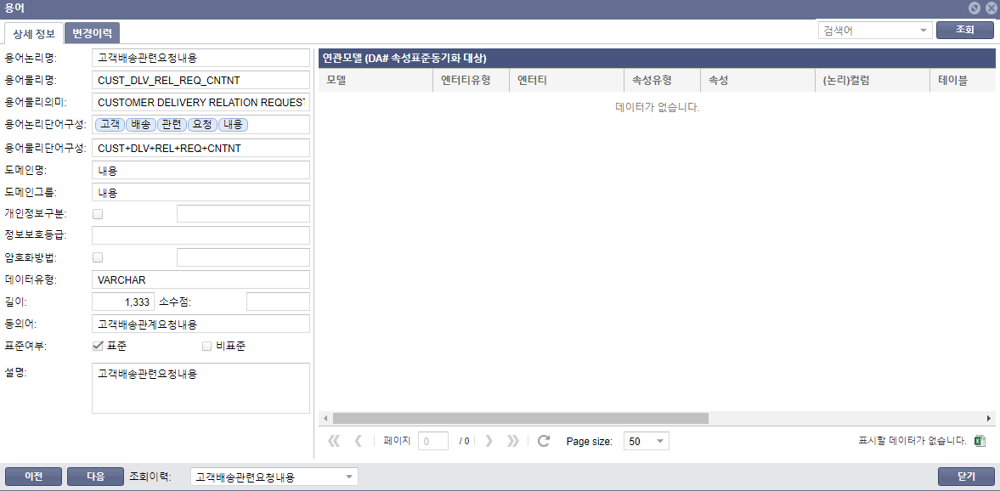 용어
상세 정보 변경이력
검색어 조회
용어논리명: 고객배송관련요청내용
용어물리명: CUST_DLV_REL_REQ_CNTNT
용어물리의미: CUSTOMER DELIVERY RELATION REQUEST
용어논리단어구성: 고객 배송 관련 요청 내용
용어물리단어구성: CUST+DLV+REL+REQ+CNTNT
도메인명: 내용
도메인그룹: 내용
개인정보구분:
정보보호등급:
암호화방법:
데이터유형: VARCHAR
길이: 1,333 소수점:
동의어: 고객배송관계요청내용
표준여부: 표준 비표준
설명: 고객배송관련요청내용
연관모델 (DA# 속성표준동기화 대상)
모델 엔터티유형 엔터티 속성유형 속성 (논리)컬럼 테이블
데이터가 없습니다.
페이지 0 / 0 Page size: 50 표시할 데이터가 없습니다.
이전 다음 조회이력: 고객배송관련요청내용 닫기